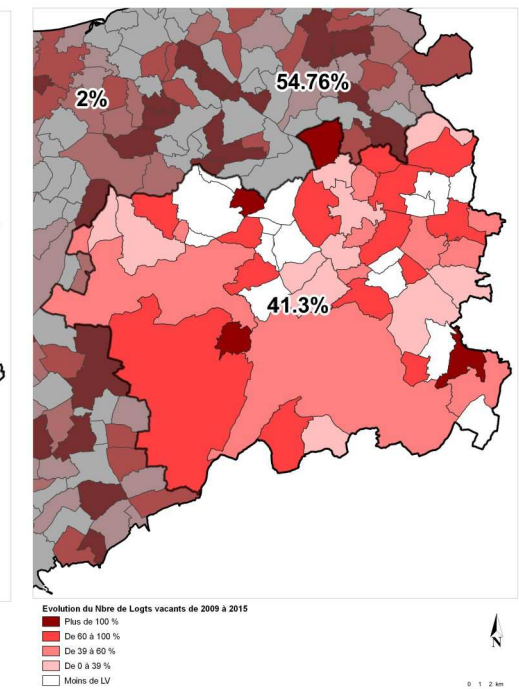 54.76%
2%
41.3%
Evolution du Nbre de Logts vacants de 2009 à 2015
Plus de 100 %
De 60 à 100 %
De 39 à 60 %
De 0 à 39 %
Moins de LV
N
0 1 2 km